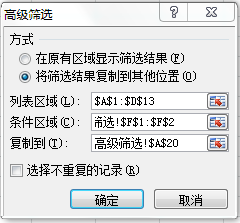 高级筛选
方式
在原有区域显示筛选结果(F)
将筛选结果复制到其他位置(O)
列表区域(L): $A$1:$D$13
条件区域(C): 筛选!$F$1:$F$2
复制到(T): 高级筛选!$A$20
选择不重复的记录(R)
确定 取消